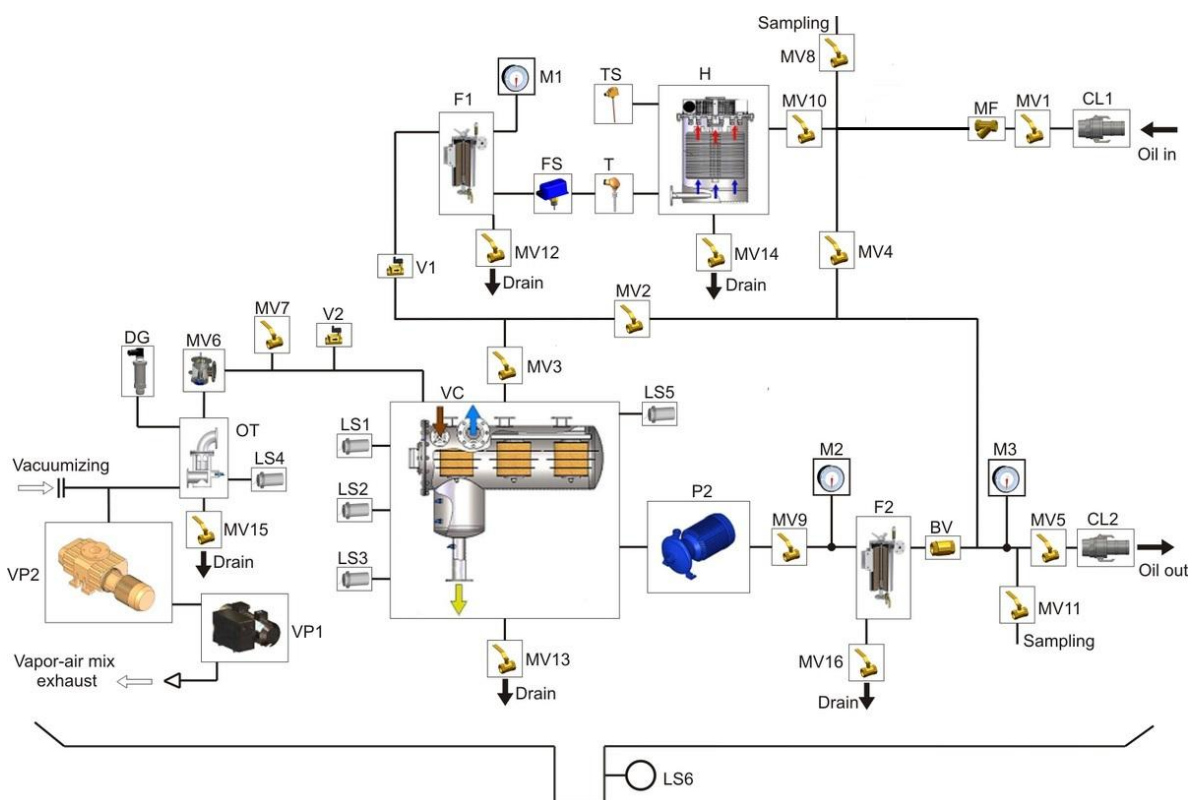 Sampling
MV8
M1
TS
H
F1
MV10
MF
MV1
CL1
Oil in
FS
T
MV12
Drain
MV14
Drain
MV4
V1
MV2
MV7
V2
DG
MV6
MV3
VC
LS1
LS5
OT
LS4
Vacuumizing
LS2
M2
M3
P2
MV9
F2
BV
MV5
CL2
Oil out
MV15
Drain
LS3
VP2
VP1
MV11
Sampling
MV13
Drain
MV16
Drain
Vapor-air mix
exhaust
LS6